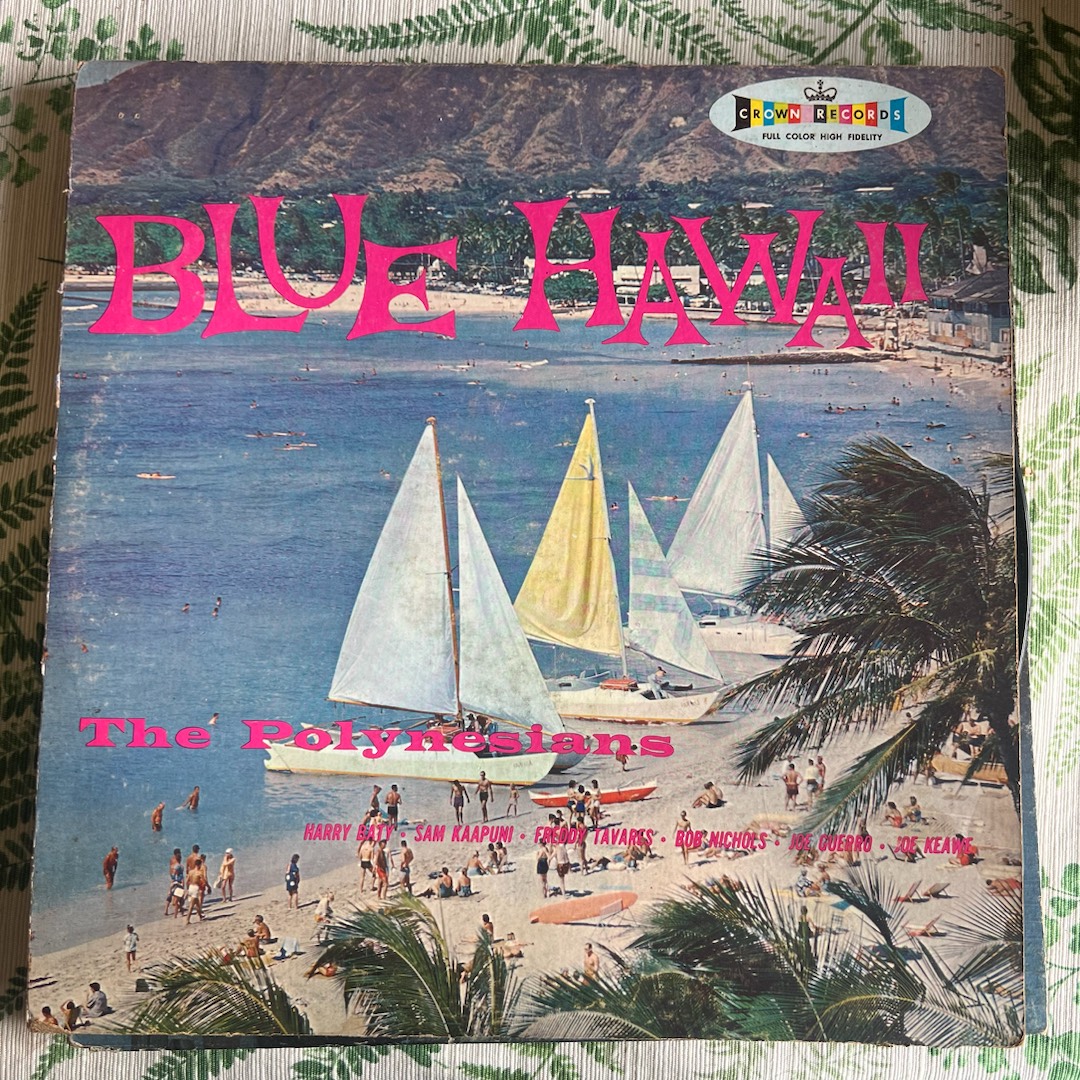 CROWN RECORDS
FULL COLOR HIGH FIDELITY
BLUE HAWAII
The Polynesians
HARRY BATY • SAM KAAPUNI • FREDDY TAVARES • BOB NICHOLS • JOE GUERRO • JOE KEAWE